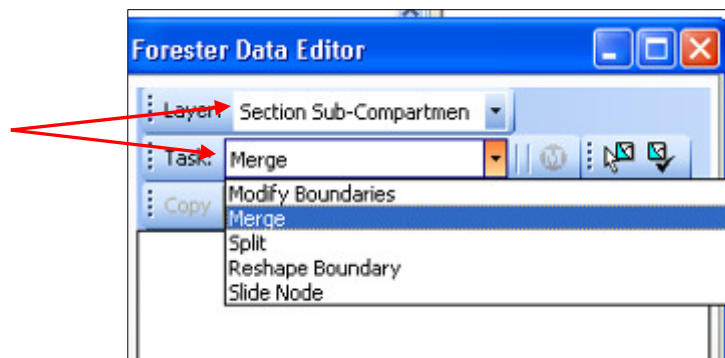 Forester Data Editor
Layer: Section Sub-Compartmen
Task: Merge
Copy
Modify Boundaries
Merge
Split
Reshape Boundary
Slide Node